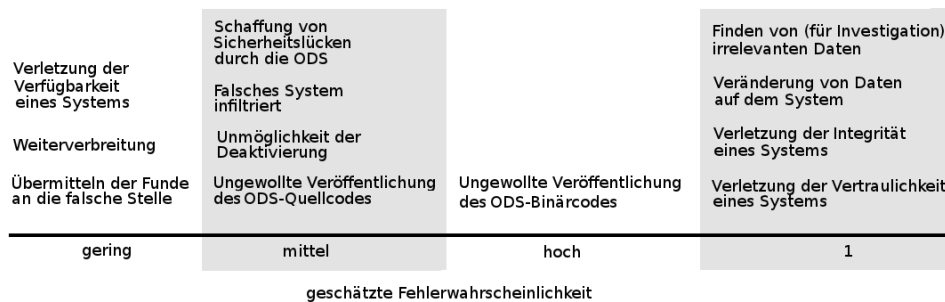 Verletzung der
Verfügbarkeit
eines Systems
Weiterverbreitung
Übermitteln der Funde
an die falsche Stelle
Schaffung von
Sicherheitslücken
durch die ODS
Falsches System
infiltriert
Unmöglichkeit der
Deaktivierung
Ungewollte Veröffentlichung
des ODS-Quellcodes
Ungewollte Veröffentlichung
des ODS-Binärcodes
Finden von (für Investigation)
irrelevanten Daten
Veränderung von Daten
auf dem System
Verletzung der Integrität
eines Systems
Verletzung der Vertraulichkeit
eines Systems
gering
mittel
hoch
1
geschätzte Fehlerwahrscheinlichkeit